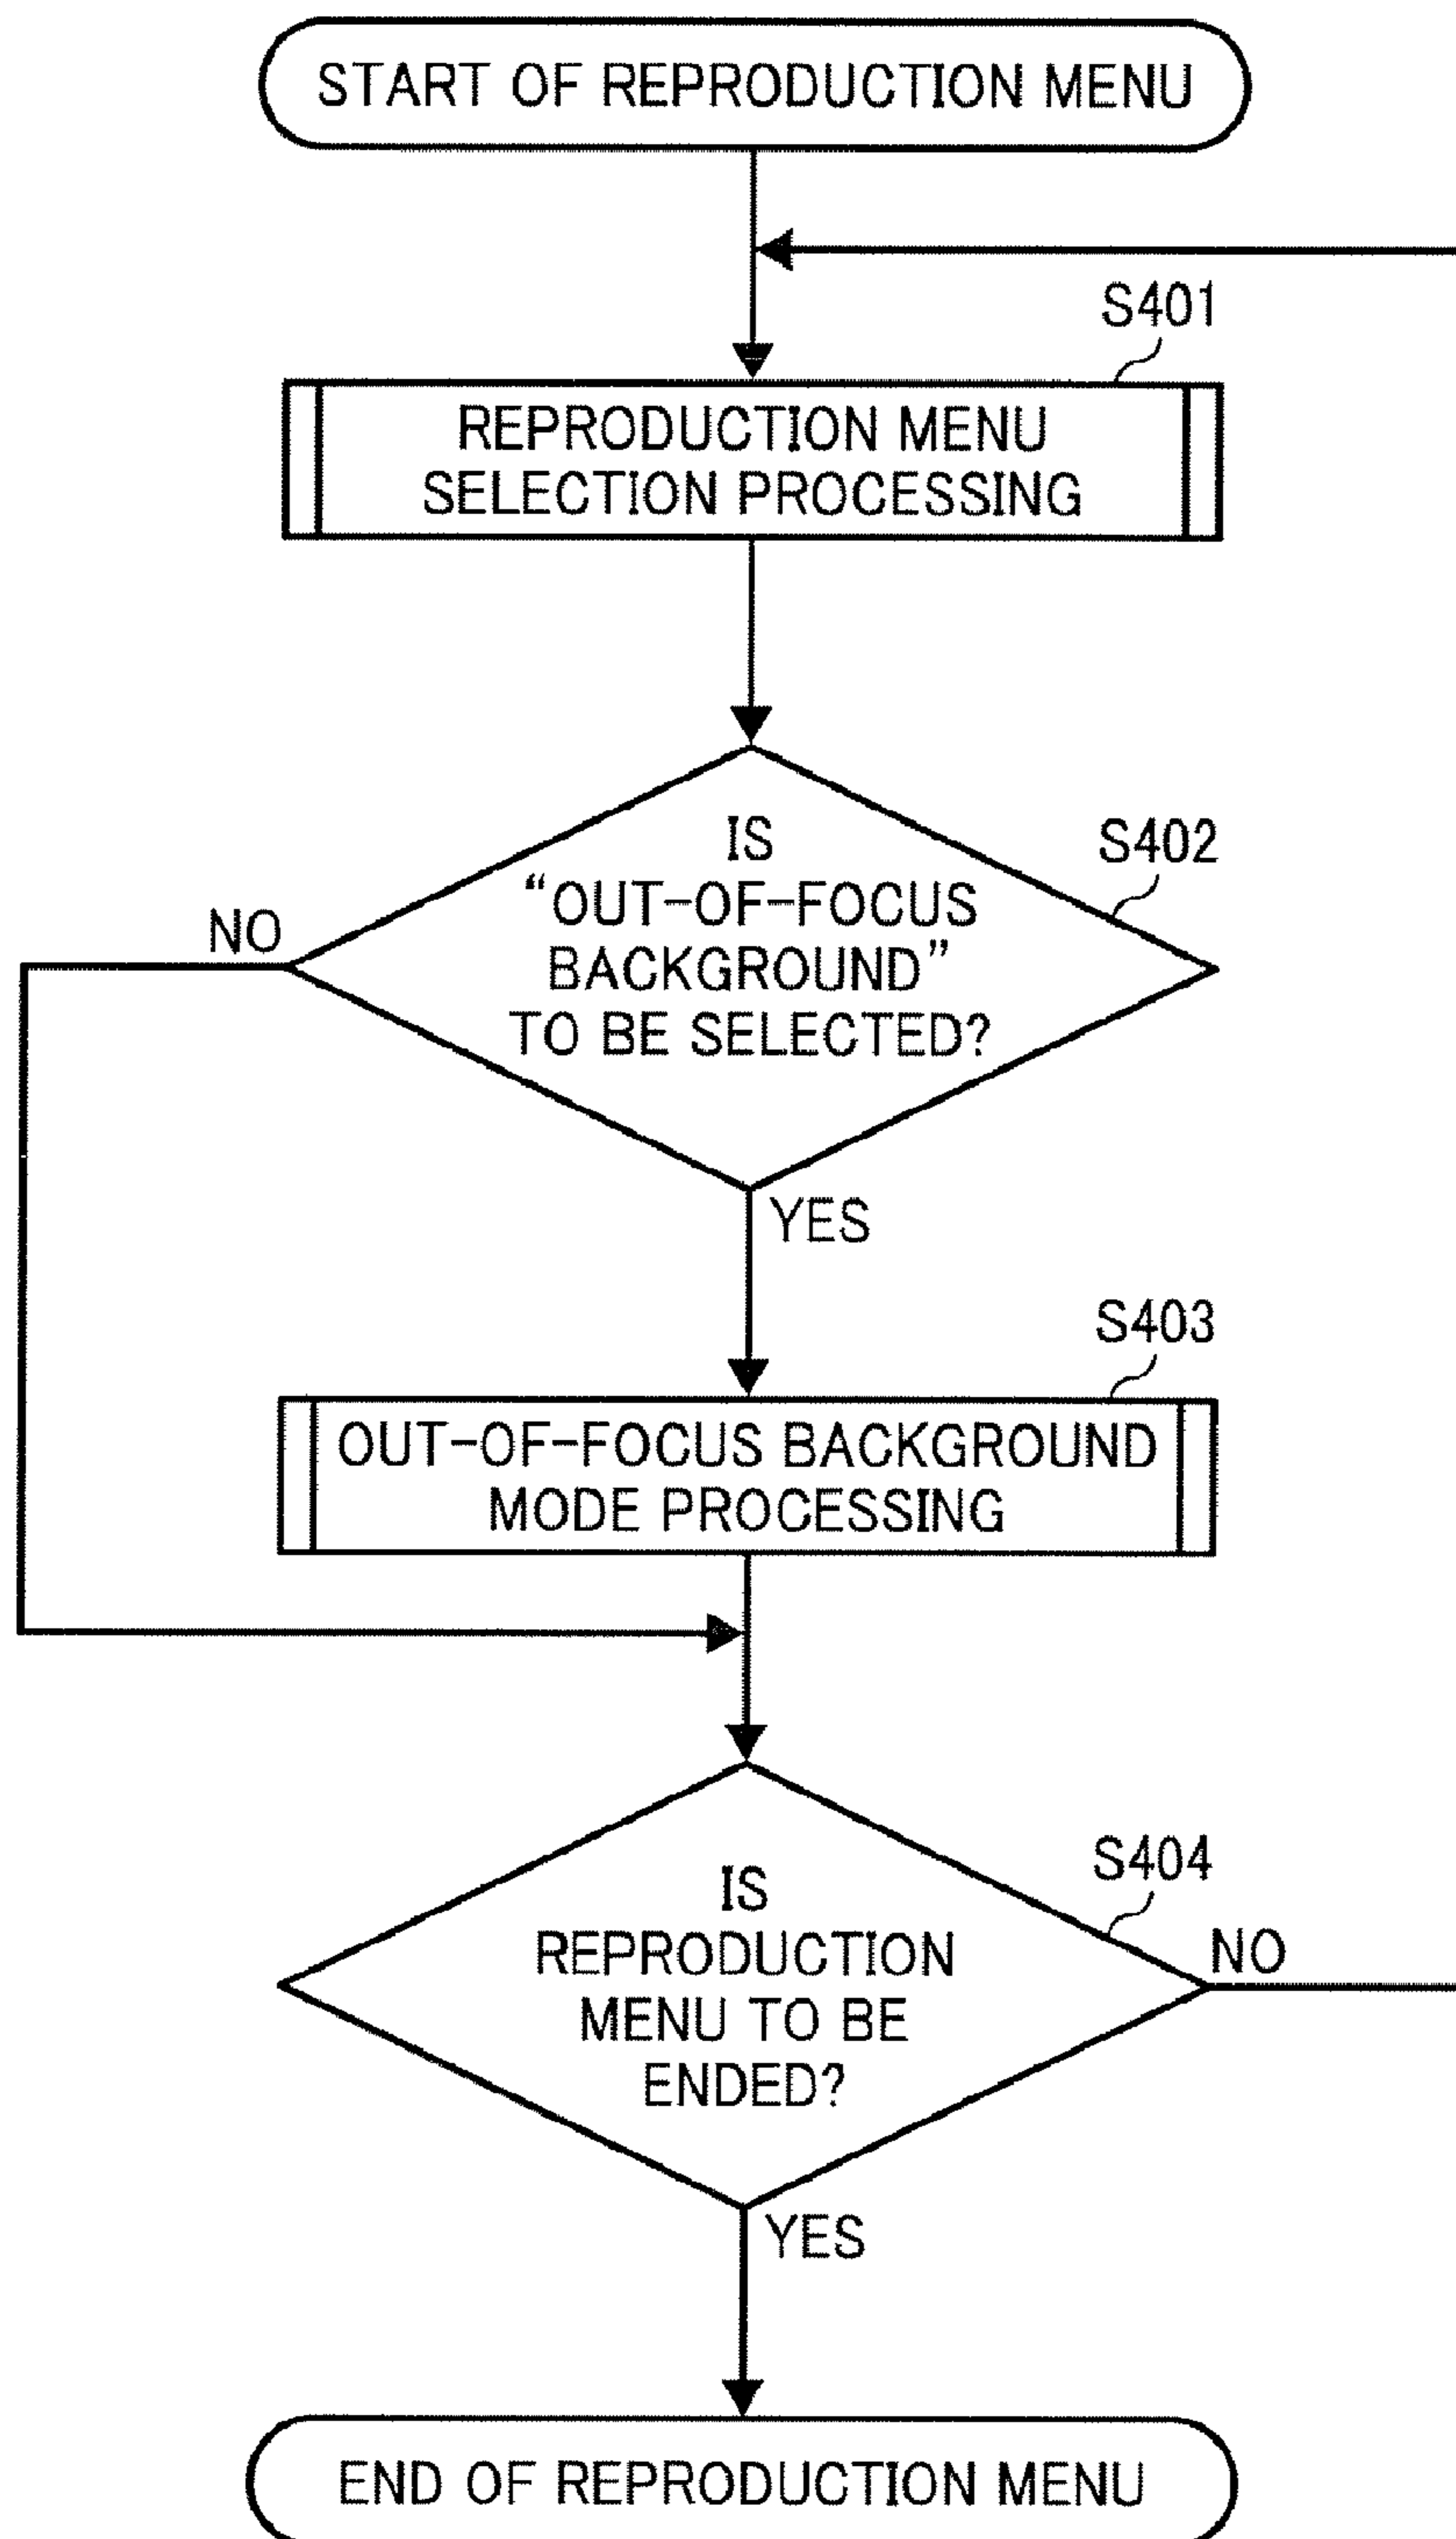 START OF REPRODUCTION MENU
S401
REPRODUCTION MENU
SELECTION PROCESSING
S402
IS
“OUT-OF-FOCUS
BACKGROUND”
TO BE SELECTED?
NO
YES
S403
OUT-OF-FOCUS BACKGROUND
MODE PROCESSING
S404
IS
REPRODUCTION
MENU TO BE
ENDED?
NO
YES
END OF REPRODUCTION MENU